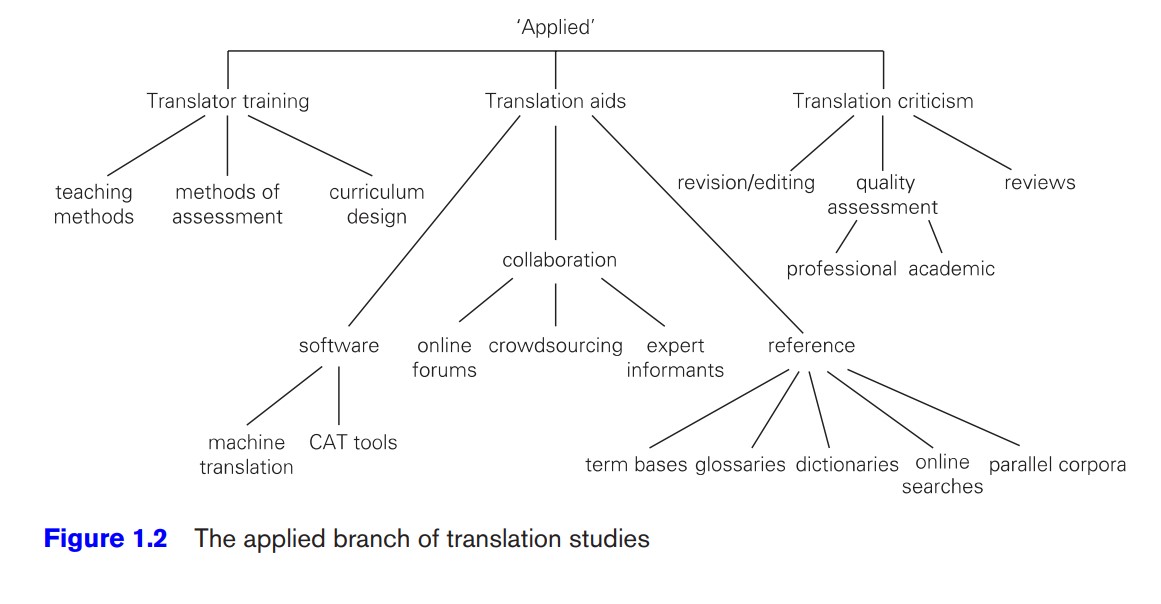 ‘Applied’
Translator training
Translation aids
Translation criticism
teaching
methods
methods of
assessment
curriculum
design
revision/editing
quality
assessment
reviews
professional
academic
collaboration
software
online
forums
crowdsourcing
expert
informants
reference
machine
translation
CAT tools
term bases
glossaries
dictionaries
online
searches
parallel corpora
Figure 1.2 The applied branch of translation studies